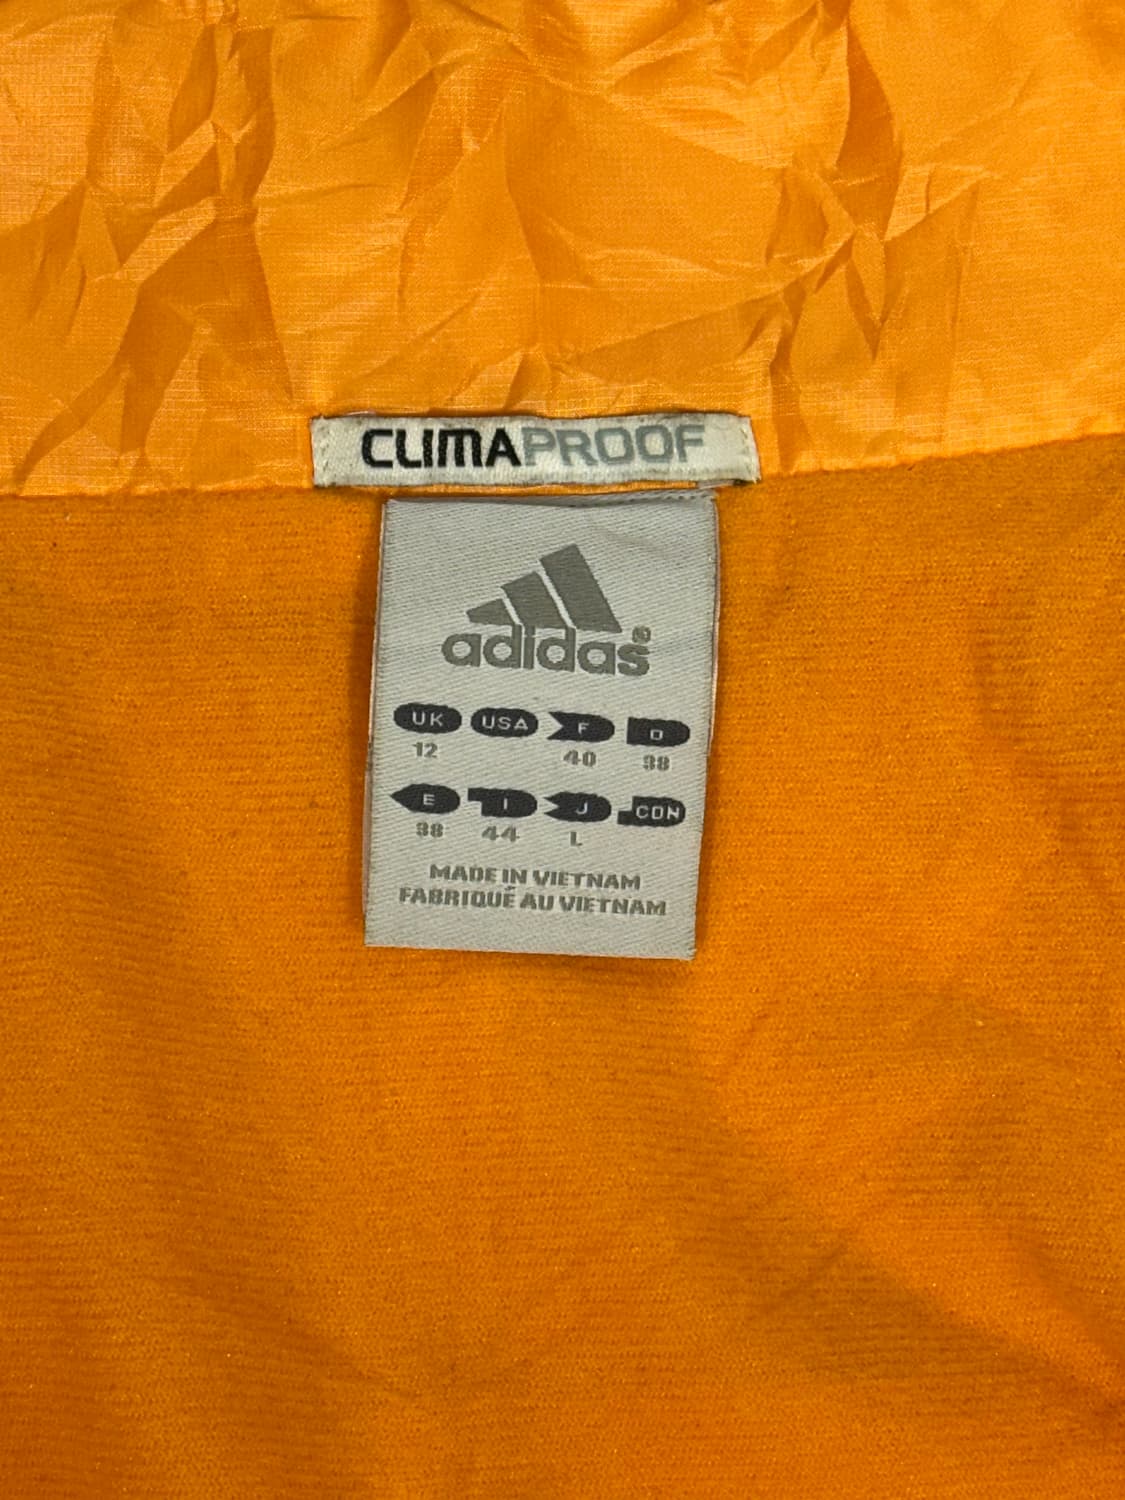 CLIMAPROOF
adidas®
UK USA F D
12 40 38
E I J CDN
38 44 L
MADE IN VIETNAM
FABRIQUÉ AU VIETNAM